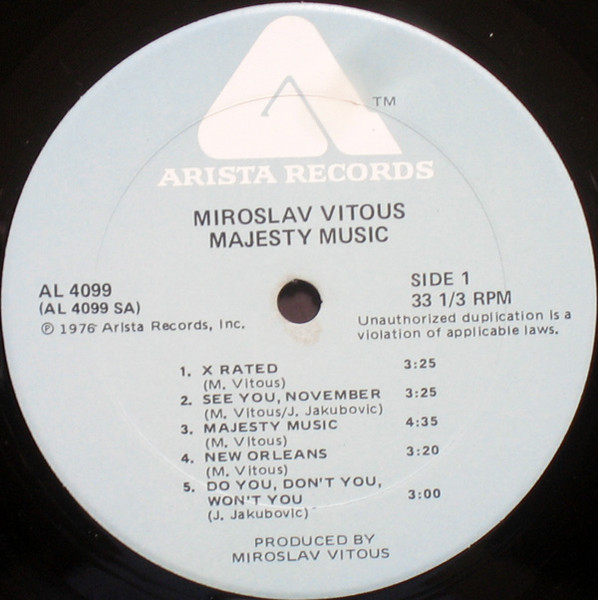 TM
ARISTA RECORDS
MIROSLAV VITOUS
MAJESTY MUSIC
AL 4099
(AL 4099 SA)
℗ 1976 Arista Records, Inc.
SIDE 1
33 1/3 RPM
Unauthorized duplication is a
violation of applicable laws.
1. X RATED 3:25
(M. Vitous)
2. SEE YOU, NOVEMBER 3:25
(M. Vitous/J. Jakubovic)
3. MAJESTY MUSIC 4:35
(M. Vitous)
4. NEW ORLEANS 3:20
(M. Vitous)
5. DO YOU, DON'T YOU,
WON'T YOU 3:00
(J. Jakubovic)
PRODUCED BY
MIROSLAV VITOUS